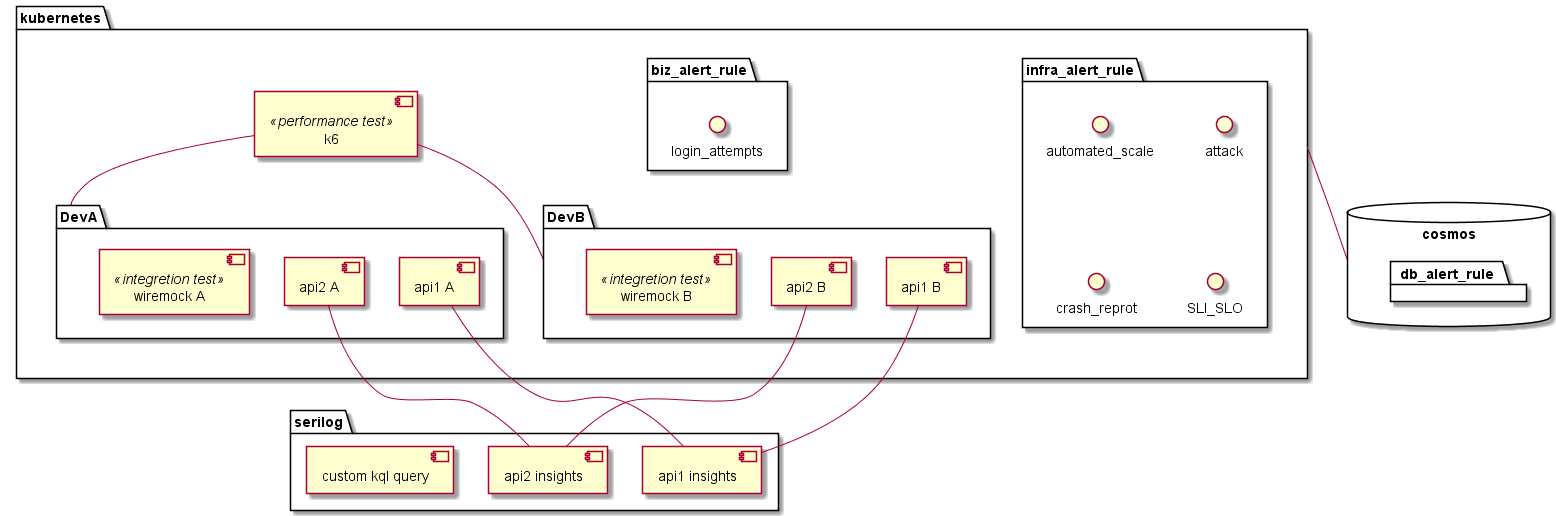 kubernetes
biz_alert_rule
login_attempts
infra_alert_rule
automated_scale
attack
crash_reprot
SLI_SLO
«performance test»
k6
DevA
«integretion test»
wiremock A
api2 A
api1 A
DevB
«integretion test»
wiremock B
api2 B
api1 B
cosmos
db_alert_rule
serilog
custom kql query
api2 insights
api1 insights